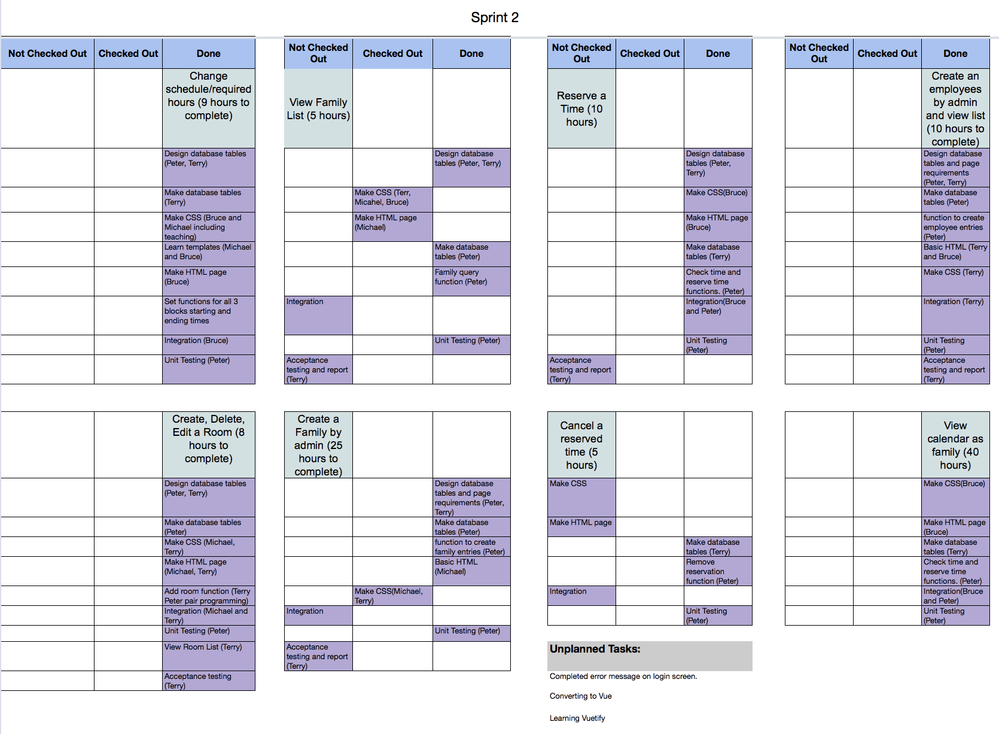 Sprint 2
Not Checked Out
Checked Out
Done
Change
schedule/required
hours (9 hours to
complete)
Design database tables
(Peter, Terry)
Make database tables
(Terry)
Make CSS (Bruce and
Michael including
teaching)
Learn templates (Michael
and Bruce)
Make HTML page
(Bruce)
Set functions for all 3
blocks starting and
ending times
Integration (Bruce)
Unit Testing (Peter)
Not Checked
Out
Checked Out
Done
View Family
List (5 hours)
Design database
tables (Peter, Terry)
Make CSS (Terr,
Micahel, Bruce)
Make HTML page
(Michael)
Make database
tables (Peter)
Family query
function (Peter)
Integration
Unit Testing (Peter)
Acceptance
testing and report
(Terry)
Not Checked
Out
Checked Out
Done
Reserve a
Time (10
hours)
Design database
tables (Peter,
Terry)
Make CSS(Bruce)
Make HTML page
(Bruce)
Make database
tables (Terry)
Check time and
reserve time
functions. (Peter)
Integration(Bruce
and Peter)
Unit Testing
(Peter)
Acceptance
testing and report
(Terry)
Not Checked
Out
Checked Out
Done
Create an
employees
by admin
and view list
(10 hours to
complete)
Design database
tables and page
requirements
(Peter, Terry)
Make database
tables (Peter)
function to create
employee entries
(Peter)
Basic HTML (Terry
and Bruce)
Make CSS (Terry)
Integration (Terry)
Unit Testing
(Peter)
Acceptance
testing and report
(Terry)
Create, Delete,
Edit a Room (8
hours to
complete)
Design database tables
(Peter, Terry)
Make database tables
(Peter)
Make CSS (Michael,
Terry)
Make HTML page
(Michael, Terry)
Add room function (Terry
Peter pair programming)
Integration (Michael and
Terry)
Unit Testing (Peter)
View Room List (Terry)
Acceptance testing
(Terry)
Create a
Family by
admin (25
hours to
complete)
Design database
tables and page
requirements (Peter,
Terry)
Make database
tables (Peter)
function to create
family entries (Peter)
Basic HTML
(Michael)
Make CSS(Michael,
Terry)
Integration
Unit Testing (Peter)
Acceptance
testing and report
(Terry)
Cancel a
reserved
time (5
hours)
Make CSS
Make HTML page
Make database
tables (Terry)
Remove
reservation
function (Peter)
Integration
Unit Testing
(Peter)
View
calendar as
family (40
hours)
Make CSS(Bruce)
Make HTML page
(Bruce)
Make database
tables (Terry)
Check time and
reserve time
functions. (Peter)
Integration(Bruce
and Peter)
Unit Testing
(Peter)
Unplanned Tasks:
Completed error message on login screen.
Converting to Vue
Learning Vuetify